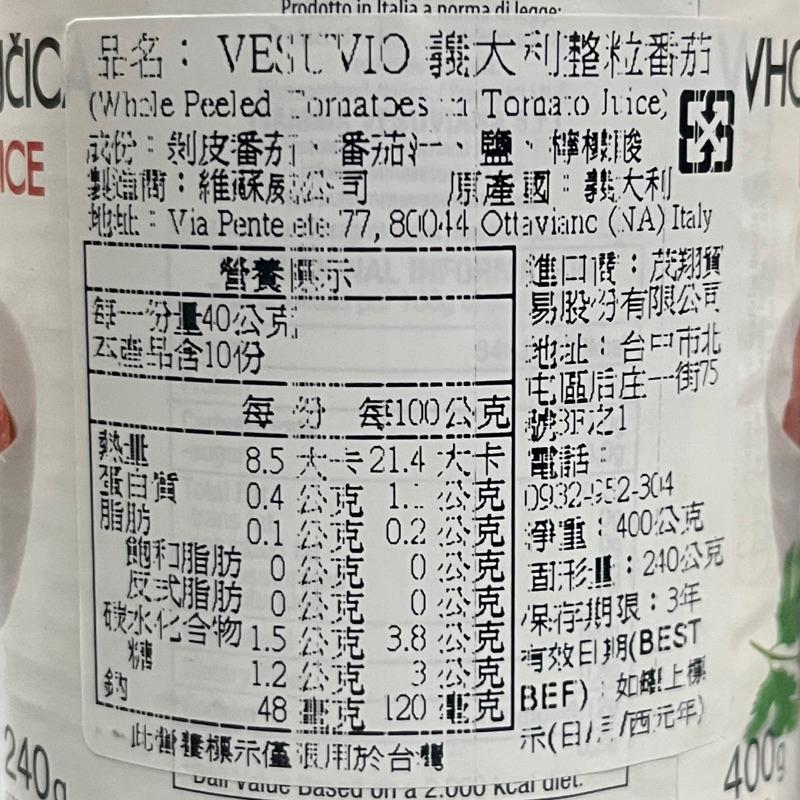 Prodotto in Italia a norma di legge:
品名：VESUVIO 義大利整粒番茄
(Whole Peeled Tomatoes in Tomato Juice)
成份：剝皮番茄、番茄汁、鹽、檸檬酸
製造商：維蘇威公司 原產國：義大利
地址：Via Pente ete 77, 80044 Ottaviano (NA) Italy
營養標示
每一份量40公克
本產品含10份
每份 每100公克
熱量 8.5 大卡 21.4 大卡
蛋白質 0.4 公克 1. 公克
脂肪 0.1 公克 0.2 公克
飽和脂肪 0 公克 0 公克
反式脂肪 0 公克 0 公克
碳水化合物 1.5 公克 3.8 公克
糖 1.2 公克 3 公克
鈉 48 毫克 120 毫克
此營養標示僅限用於台灣
進口商：茂翔貿
易股份有限公司
地址：台中市北
屯區后庄一街75
號3F之1
電話：
0932-952-304
淨重：400公克
固形量：240公克
保存期限：3年
有效日期(BEST
BEF)：如罐上標
示(日/月/西元年)
ČIC
ICE
WHO
240g
400g
Daily value based on a 2.000 kcal diet.